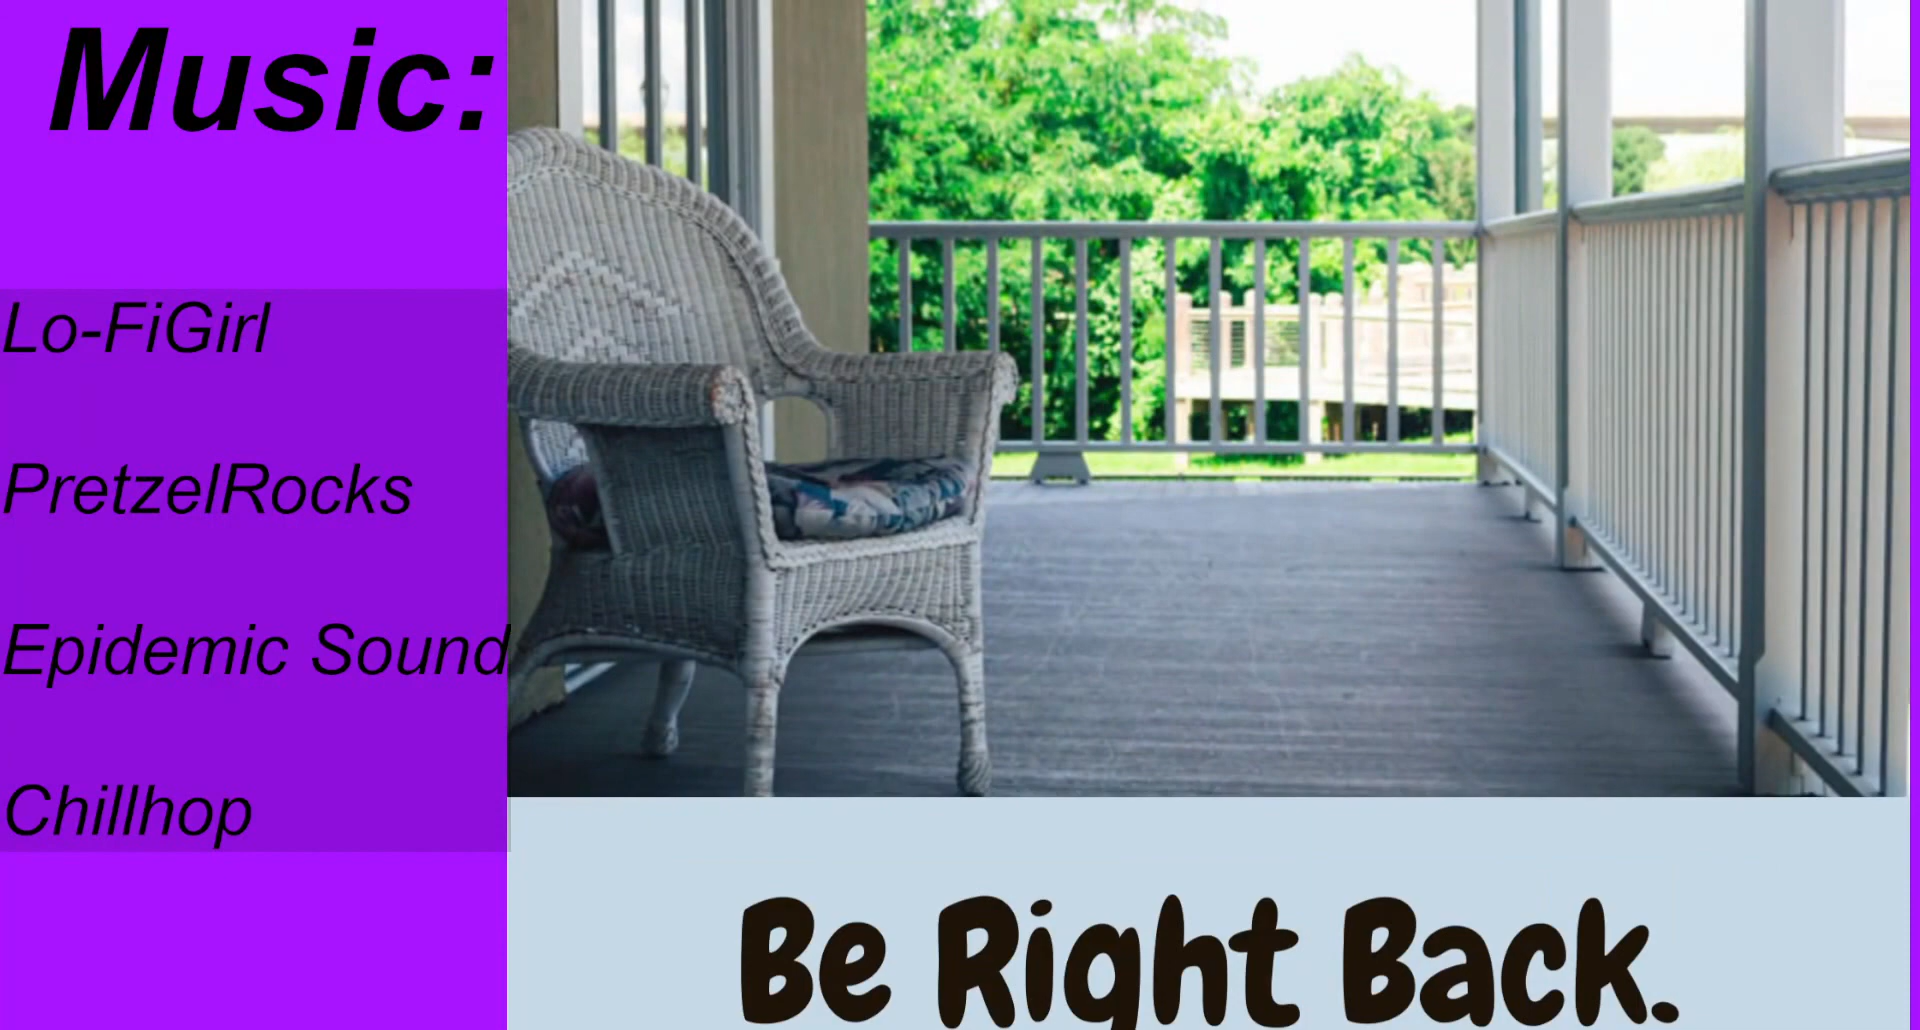 Music:
Lo-FiGirl
PretzelRocks
Epidemic Sound
Chillhop
Be Right Back.